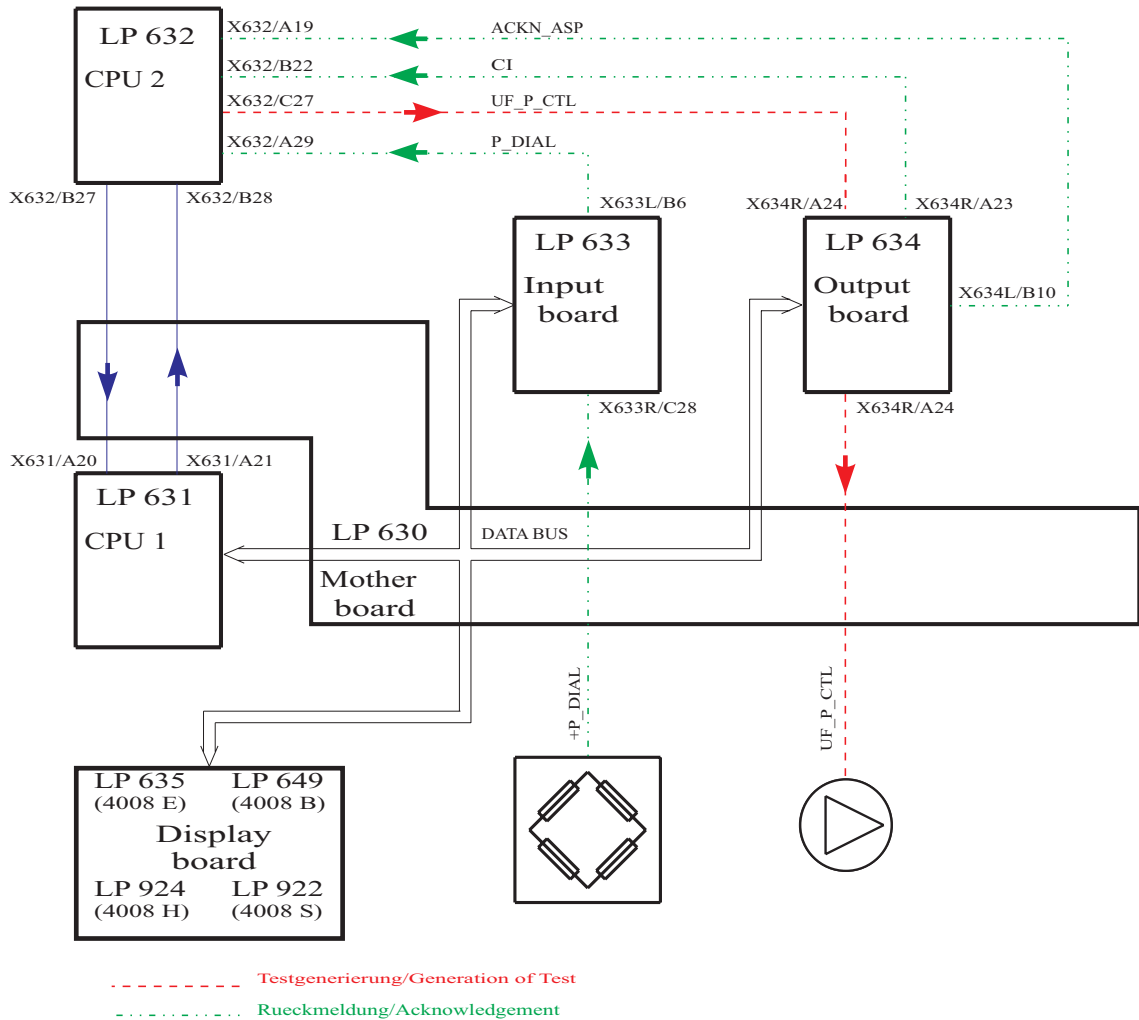 LP 632
CPU 2
X632/A19
ACKN_ASP
X632/B22
CI
X632/C27
UF_P_CTL
X632/A29
P_DIAL
X632/B27
X632/B28
X633L/B6
X634R/A24
X634R/A23
LP 633
Input
board
LP 634
Output
board
X634L/B10
X633R/C28
X634R/A24
X631/A20
X631/A21
LP 631
CPU 1
LP 630
DATA BUS
Mother
board
+P_DIAL
UF_P_CTL
LP 635
(4008 E)
LP 649
(4008 B)
Display
board
LP 924
(4008 H)
LP 922
(4008 S)
Testgenerierung/Generation of Test
Rueckmeldung/Acknowledgement